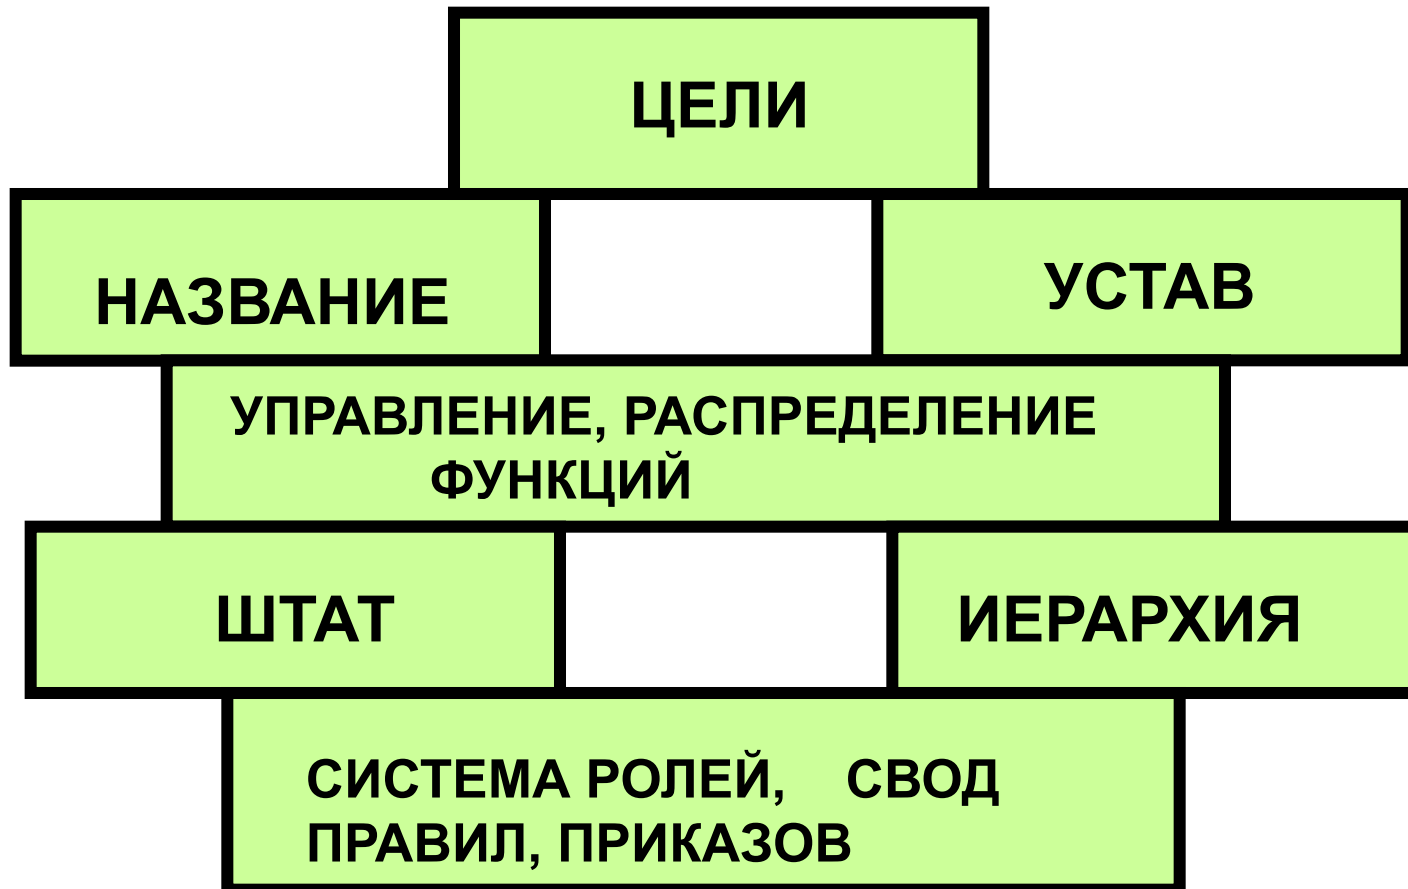 ЦЕЛИ
НАЗВАНИЕ
УСТАВ
УПРАВЛЕНИЕ, РАСПРЕДЕЛЕНИЕ
ФУНКЦИЙ
ШТАТ
ИЕРАРХИЯ
СИСТЕМА РОЛЕЙ, СВОД
ПРАВИЛ, ПРИКАЗОВ